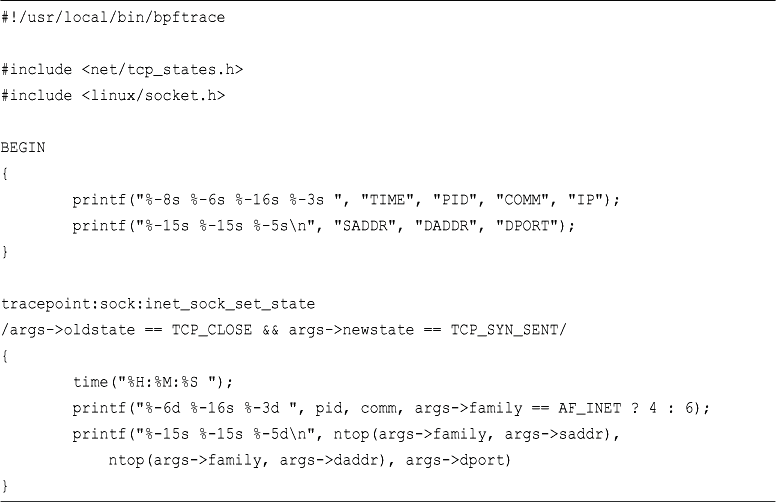 #!/usr/local/bin/bpftrace
#include <net/tcp_states.h>
#include <linux/socket.h>
BEGIN
{
printf("%-8s %-6s %-16s %-3s ", "TIME", "PID", "COMM", "IP");
printf("%-15s %-15s %-5s\n", "SADDR", "DADDR", "DPORT");
}
tracepoint:sock:inet_sock_set_state
/args->oldstate == TCP_CLOSE && args->newstate == TCP_SYN_SENT/
{
time("%H:%M:%S ");
printf("%-6d %-16s %-3d ", pid, comm, args->family == AF_INET ? 4 : 6);
printf("%-15s %-15s %-5d\n", ntop(args->family, args->saddr),
ntop(args->family, args->daddr), args->dport)
}